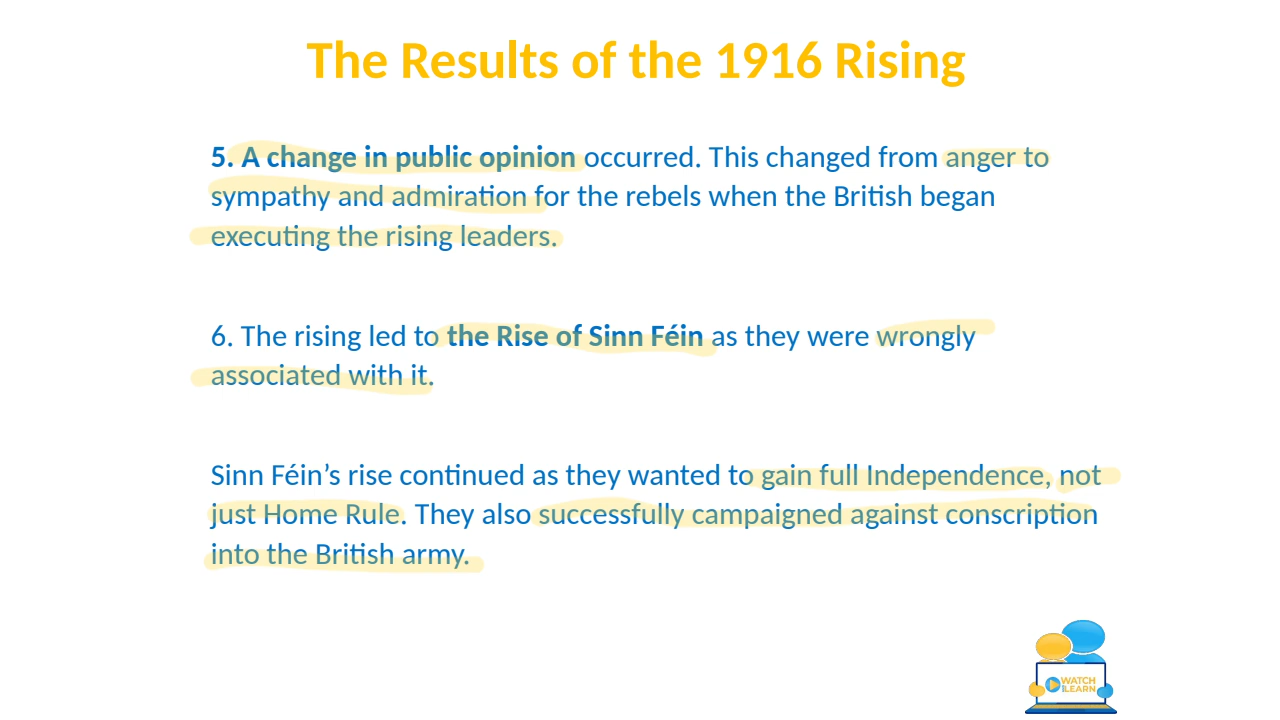 The Results of the 1916 Rising
5. A change in public opinion occurred. This changed from anger to
sympathy and admiration for the rebels when the British began
executing the rising leaders.
6. The rising led to the Rise of Sinn Féin as they were wrongly
associated with it.
Sinn Féin’s rise continued as they wanted to gain full Independence, not
just Home Rule. They also successfully campaigned against conscription
into the British army.
WATCH
LEARN